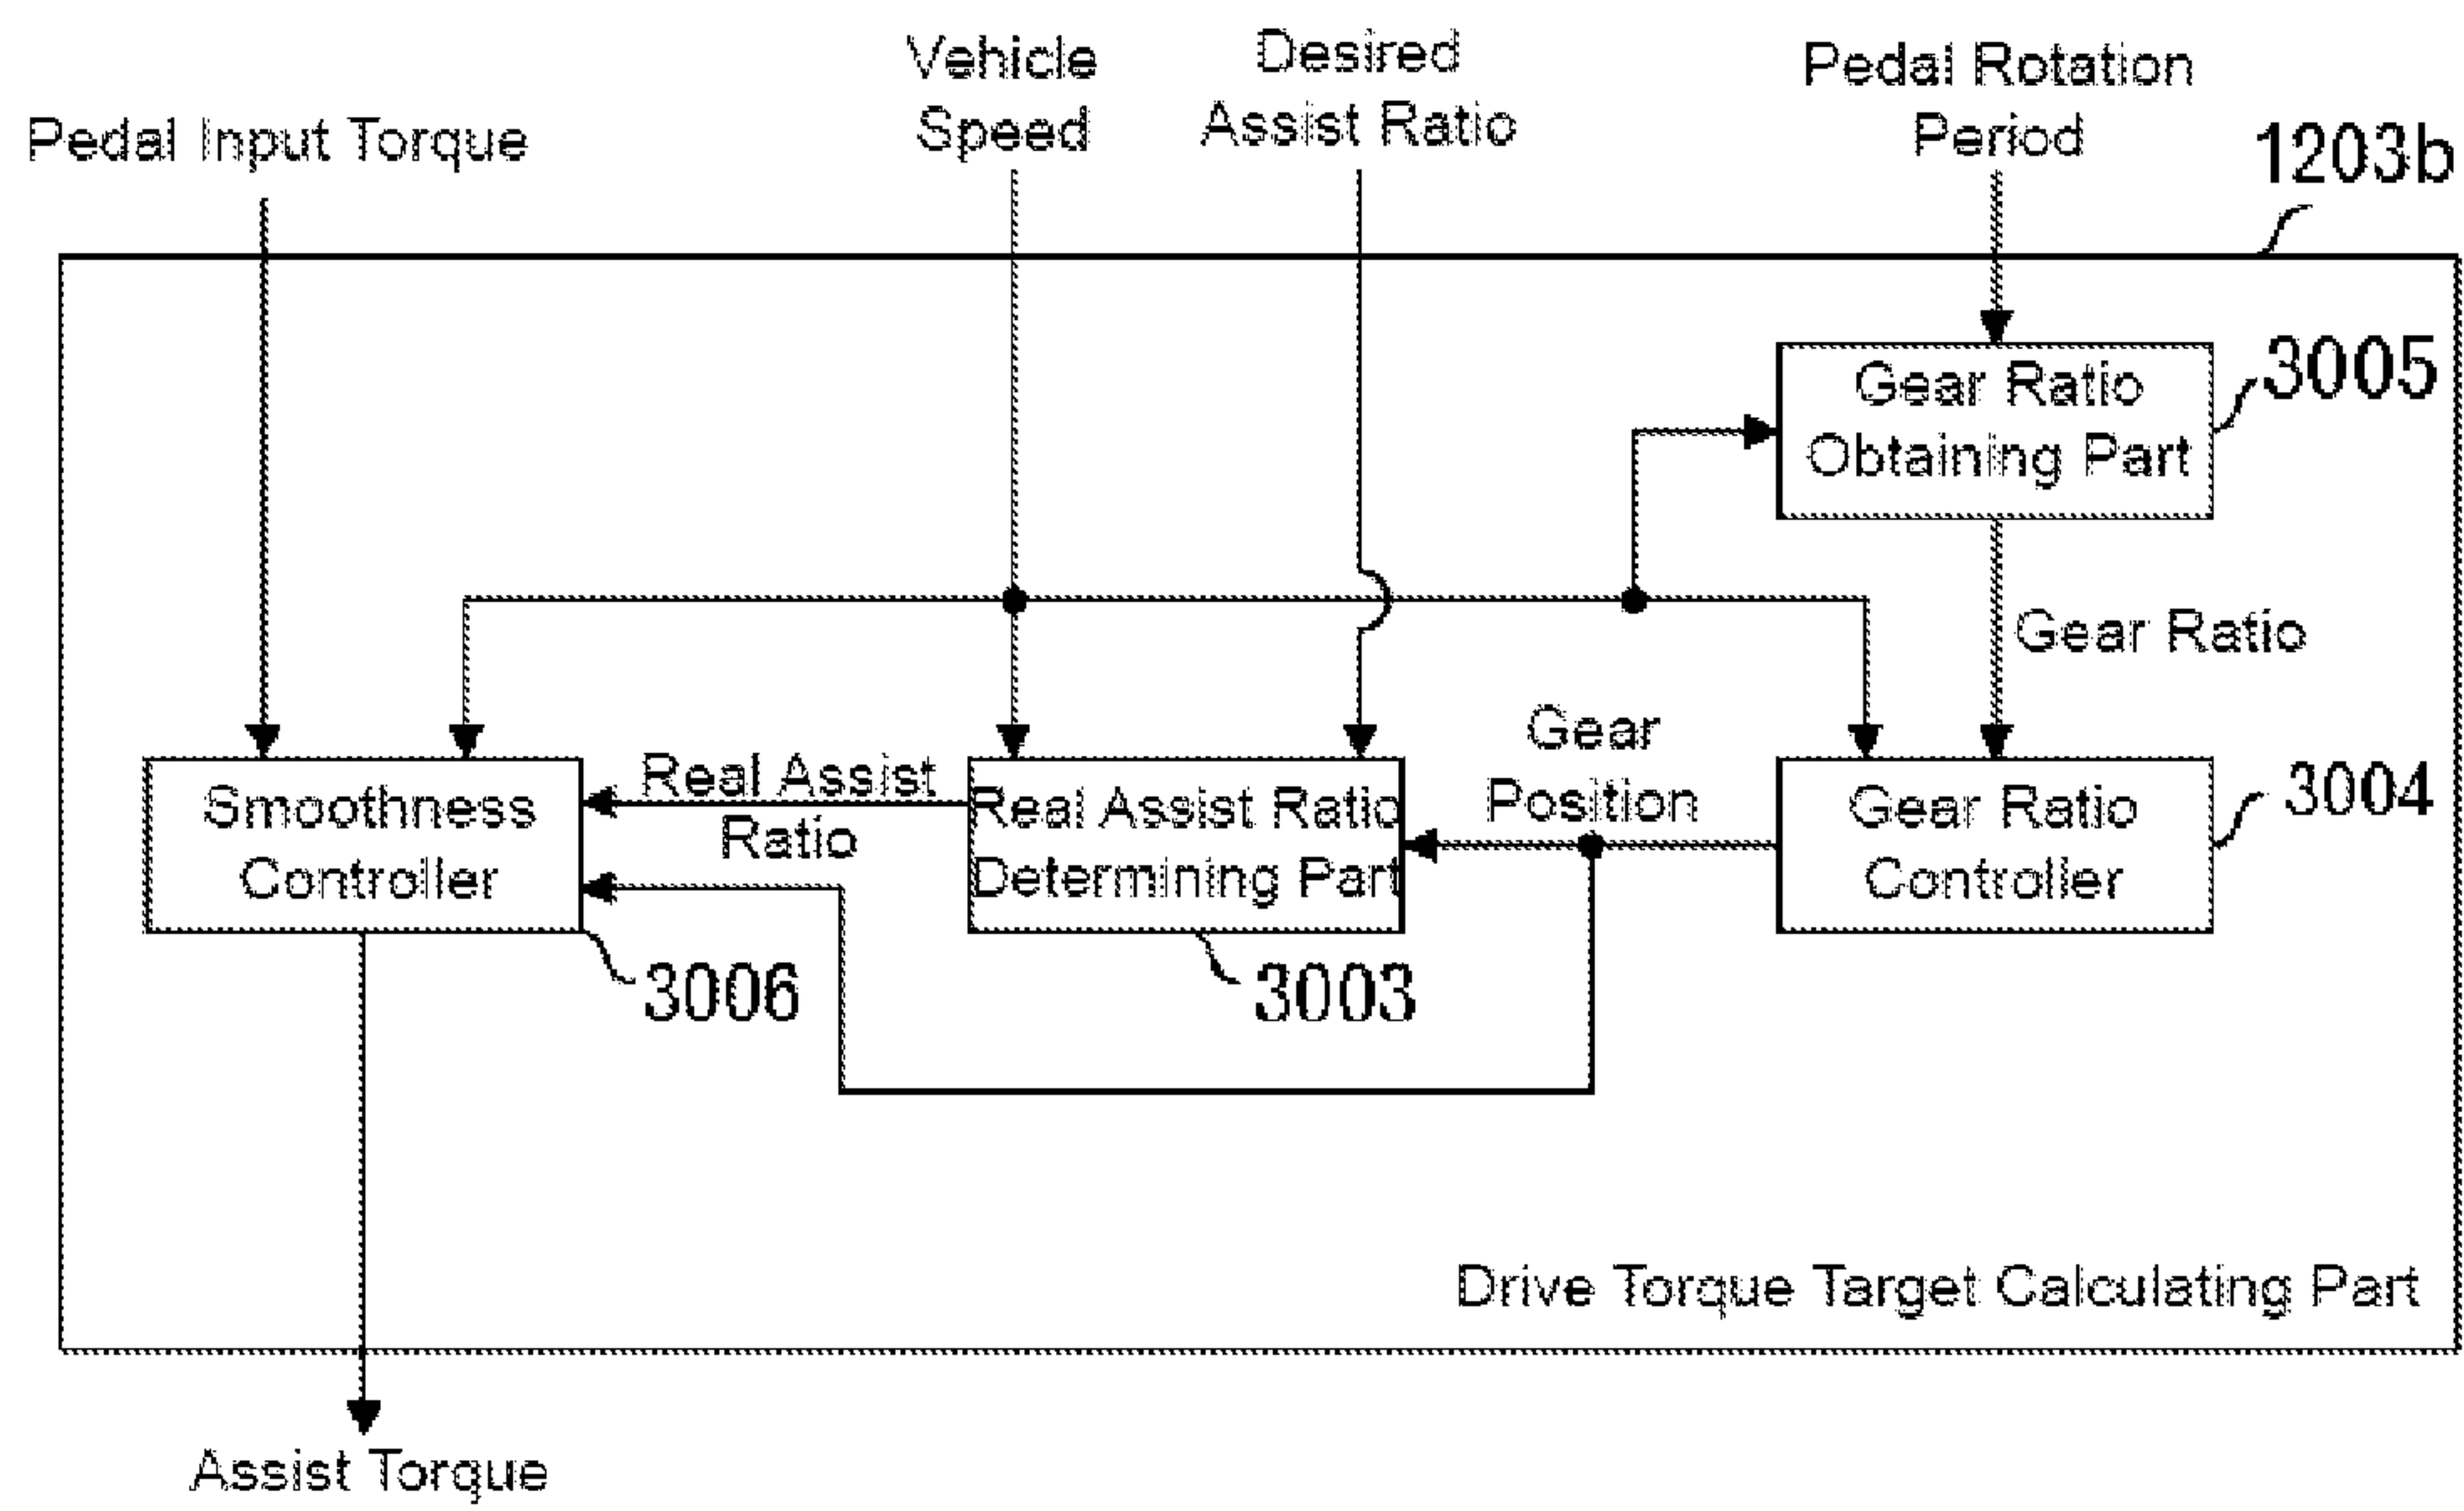 Pedal Input Torque
Vehicle
Speed
Desired
Assist Ratio
Pedal Rotation
Period
1203b
Gear Ratio
Obtaining Part
3005
Gear Ratio
Gear
Position
Smoothness
Controller
3006
Real Assist
Ratio
Real Assist Ratio
Determining Part
3003
Gear Ratio
Controller
3004
Drive Torque Target Calculating Part
Assist Torque